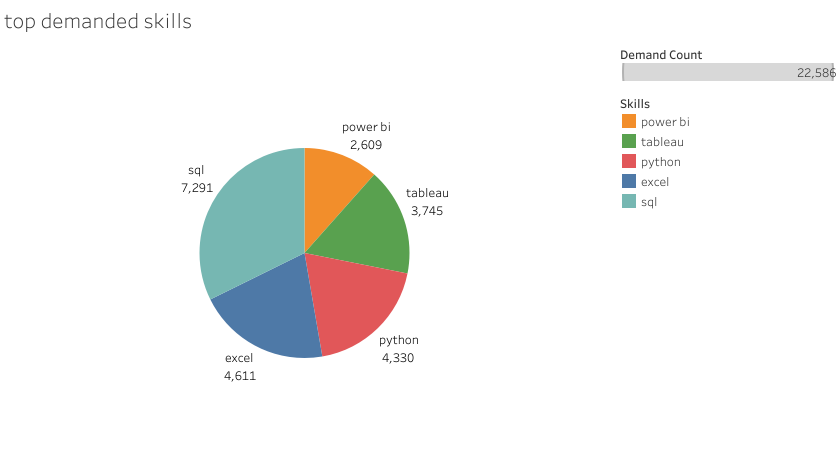 top demanded skills
Demand Count
22,586
Skills
power bi
tableau
python
excel
sql
power bi
2,609
sql
7,291
tableau
3,745
python
4,330
excel
4,611